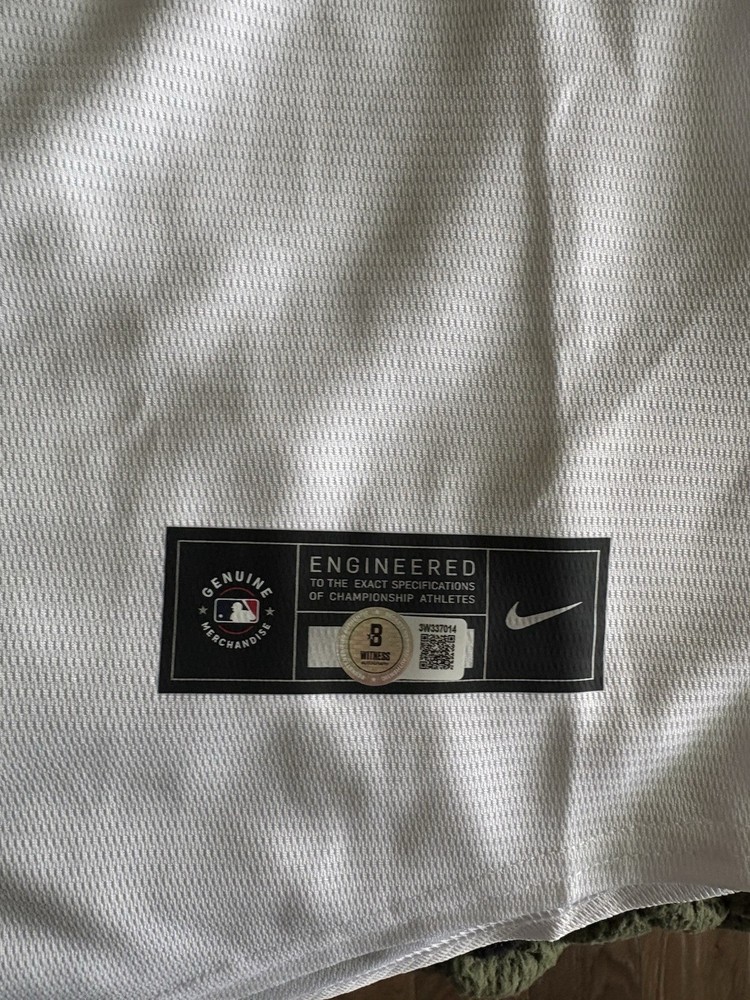 GENUINE
MERCHANDISE
ENGINEERED
TO THE EXACT SPECIFICATIONS
OF CHAMPIONSHIP ATHLETES
B
WITNESS
3W337014